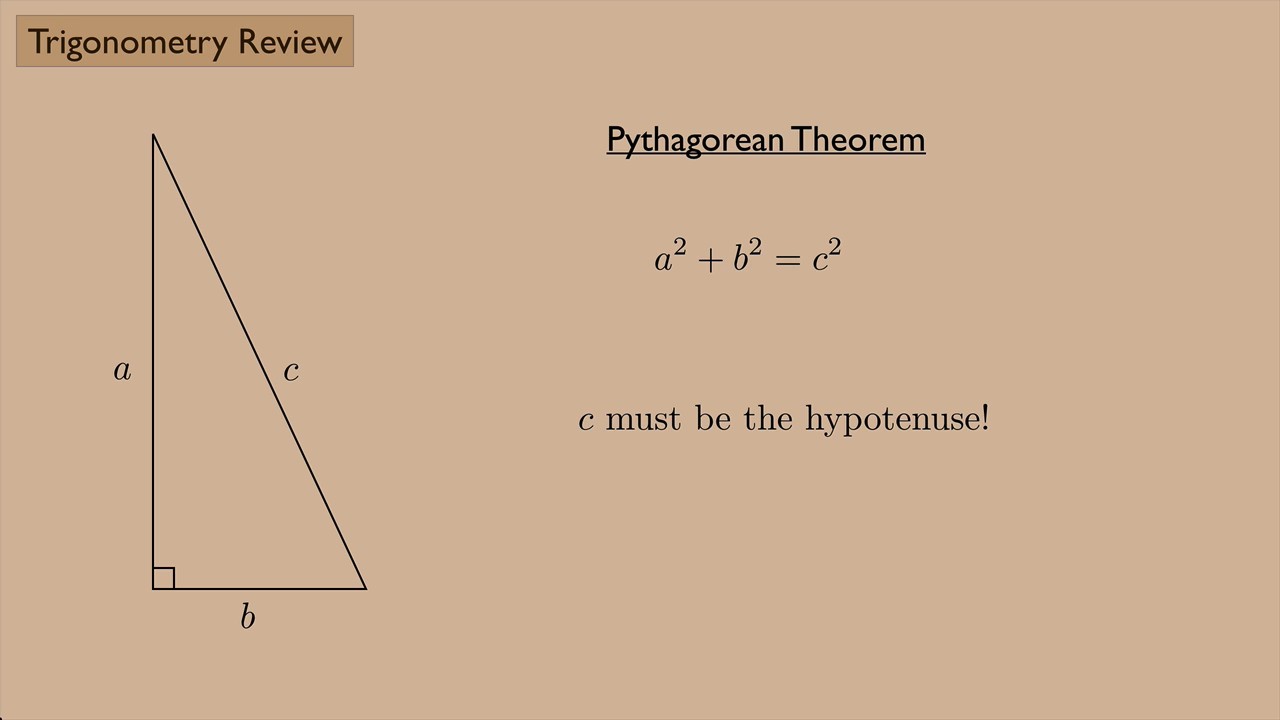 Trigonometry Review
Pythagorean Theorem
a² + b² = c²
a
c
c must be the hypotenuse!
b